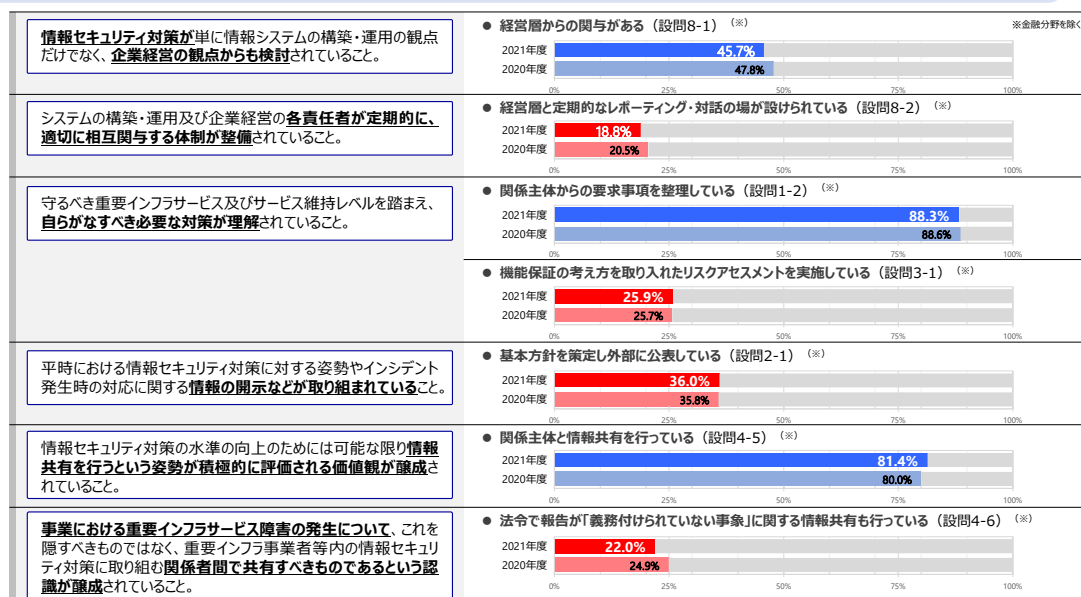 情報セキュリティ対策が単に情報システムの構築・運用の観点
だけでなく、企業経営の観点からも検討されていること。
● 経営層からの関与がある（設問8-1）（※）
※金融分野を除く
2021年度
45.7%
2020年度
47.8%
0% 25% 50% 75% 100%
システムの構築・運用及び企業経営の各責任者が定期的に、
適切に相互関与する体制が整備されていること。
● 経営層と定期的なレポーティング・対話の場が設けられている（設問8-2）（※）
2021年度
18.8%
2020年度
20.5%
0% 25% 50% 75% 100%
守るべき重要インフラサービス及びサービス維持レベルを踏まえ、
自らがなすべき必要な対策が理解されていること。
● 関係主体からの要求事項を整理している（設問1-2）（※）
2021年度
88.3%
2020年度
88.6%
0% 25% 50% 75% 100%
● 機能保証の考え方を取り入れたリスクアセスメントを実施している（設問3-1）（※）
2021年度
25.9%
2020年度
25.7%
0% 25% 50% 75% 100%
平時における情報セキュリティ対策に対する姿勢やインシデント
発生時の対応に関する情報の開示などが取り組まれていること。
● 基本方針を策定し外部に公表している（設問2-1）（※）
2021年度
36.0%
2020年度
35.8%
0% 25% 50% 75% 100%
情報セキュリティ対策の水準の向上のためには可能な限り情報
共有を行うという姿勢が積極的に評価される価値観が醸成さ
れていること。
● 関係主体と情報共有を行っている（設問4-5）（※）
2021年度
81.4%
2020年度
80.0%
0% 25% 50% 75% 100%
事業における重要インフラサービス障害の発生について、これを
隠すべきものではなく、重要インフラ事業者等内の情報セキュリ
ティ対策に取り組む関係者間で共有すべきものであるという認
識が醸成されていること。
● 法令で報告が「義務付けられていない事象」に関する情報共有も行っている（設問4-6）（※）
2021年度
22.0%
2020年度
24.9%
0% 25% 50% 75% 100%